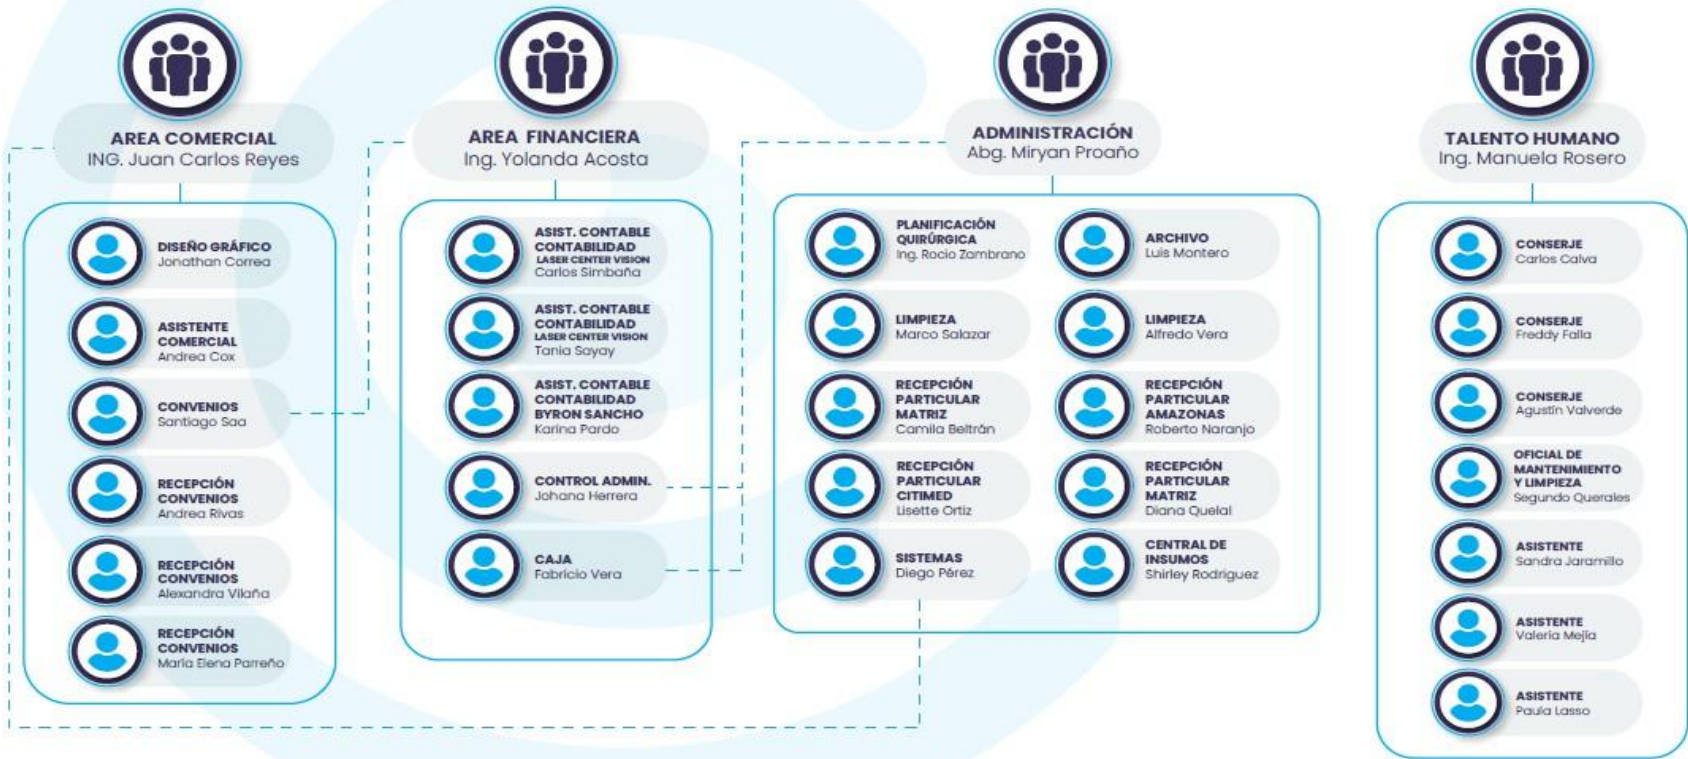 AREA COMERCIAL
ING. Juan Carlos Reyes
DISEÑO GRÁFICO
Jonathan Correa
ASISTENTE
COMERCIAL
Andrea Cox
CONVENIOS
Santiago Saa
RECEPCIÓN
CONVENIOS
Andrea Rivas
RECEPCIÓN
CONVENIOS
Alexandra Vilaña
RECEPCIÓN
CONVENIOS
María Elena Parreño
AREA FINANCIERA
Ing. Yolanda Acosta
ASIST. CONTABLE
CONTABILIDAD
LASER CENTER VISION
Carlos Simbaña
ASIST. CONTABLE
CONTABILIDAD
LASER CENTER VISION
Tania Sayay
ASIST. CONTABLE
CONTABILIDAD
BYRON SANCHO
Karina Pardo
CONTROL ADMIN.
Johana Herrera
CAJA
Fabricio Vera
ADMINISTRACIÓN
Abg. Miryan Proaño
PLANIFICACIÓN
QUIRÚRGICA
Ing. Rocio Zambrano
LIMPIEZA
Marco Salazar
RECEPCIÓN
PARTICULAR
MATRIZ
Camila Beltrán
RECEPCIÓN
PARTICULAR
CITIMED
Lisette Ortiz
SISTEMAS
Diego Pérez
ARCHIVO
Luis Montero
LIMPIEZA
Alfredo Vera
RECEPCIÓN
PARTICULAR
AMAZONAS
Roberto Naranjo
RECEPCIÓN
PARTICULAR
MATRIZ
Diana Quelal
CENTRAL DE
INSUMOS
Shirley Rodriguez
TALENTO HUMANO
Ing. Manuela Rosero
CONSERJE
Carlos Calva
CONSERJE
Freddy Falla
CONSERJE
Agustín Valverde
OFICIAL DE
MANTENIMIENTO
Y LIMPIEZA
Segundo Querales
ASISTENTE
Sandra Jaramillo
ASISTENTE
Valeria Mejía
ASISTENTE
Paula Lasso